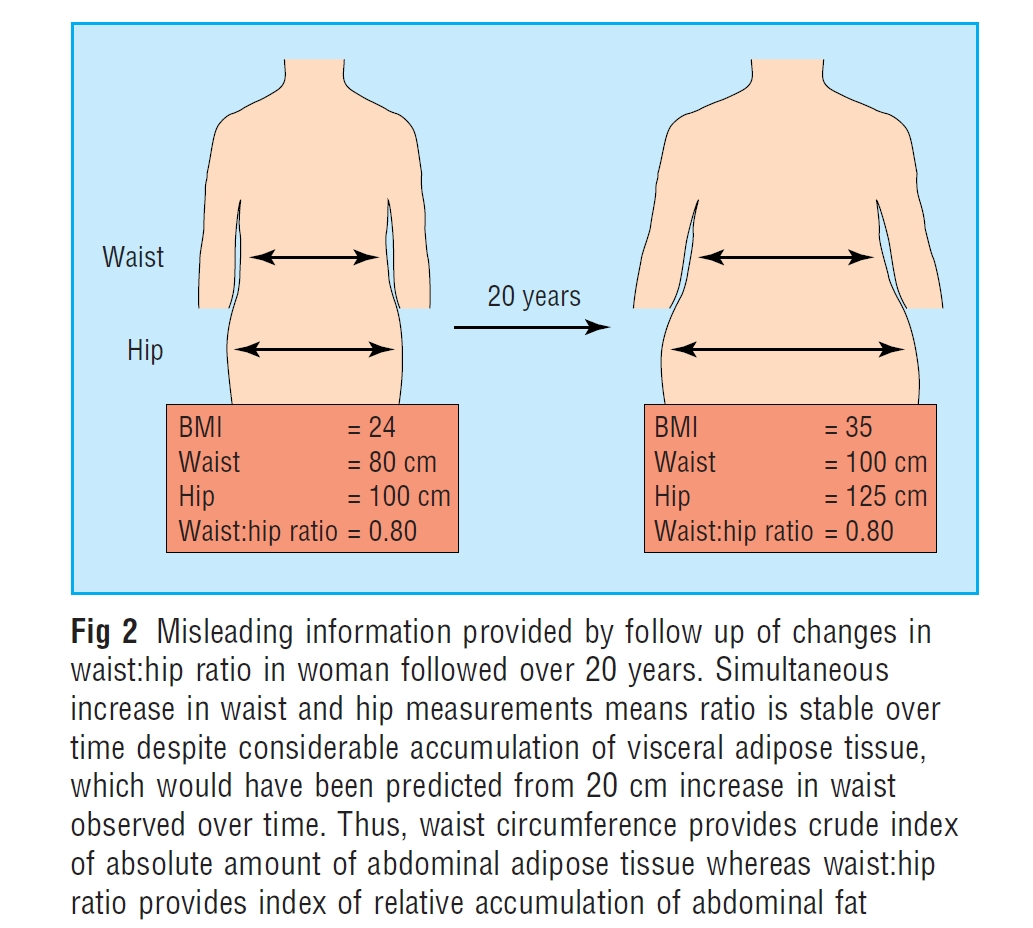 Waist
Hip
20 years
BMI = 24
Waist = 80 cm
Hip = 100 cm
Waist:hip ratio = 0.80
BMI = 35
Waist = 100 cm
Hip = 125 cm
Waist:hip ratio = 0.80
Fig 2 Misleading information provided by follow up of changes in
waist:hip ratio in woman followed over 20 years. Simultaneous
increase in waist and hip measurements means ratio is stable over
time despite considerable accumulation of visceral adipose tissue,
which would have been predicted from 20 cm increase in waist
observed over time. Thus, waist circumference provides crude index
of absolute amount of abdominal adipose tissue whereas waist:hip
ratio provides index of relative accumulation of abdominal fat